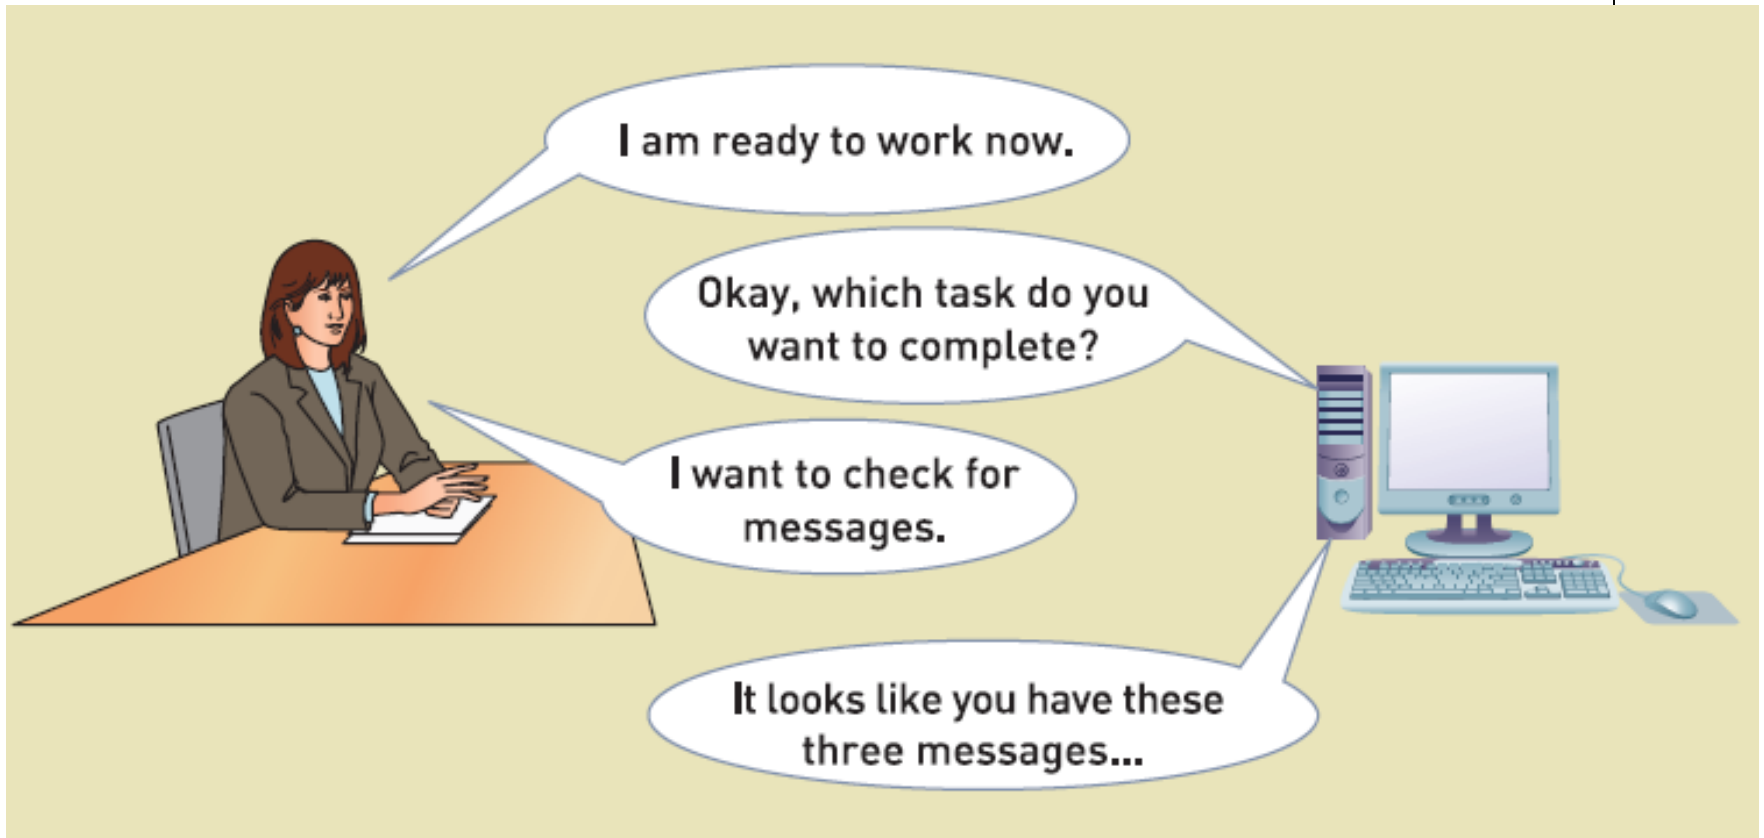 I am ready to work now.
Okay, which task do you
want to complete?
I want to check for
messages.
It looks like you have these
three messages...